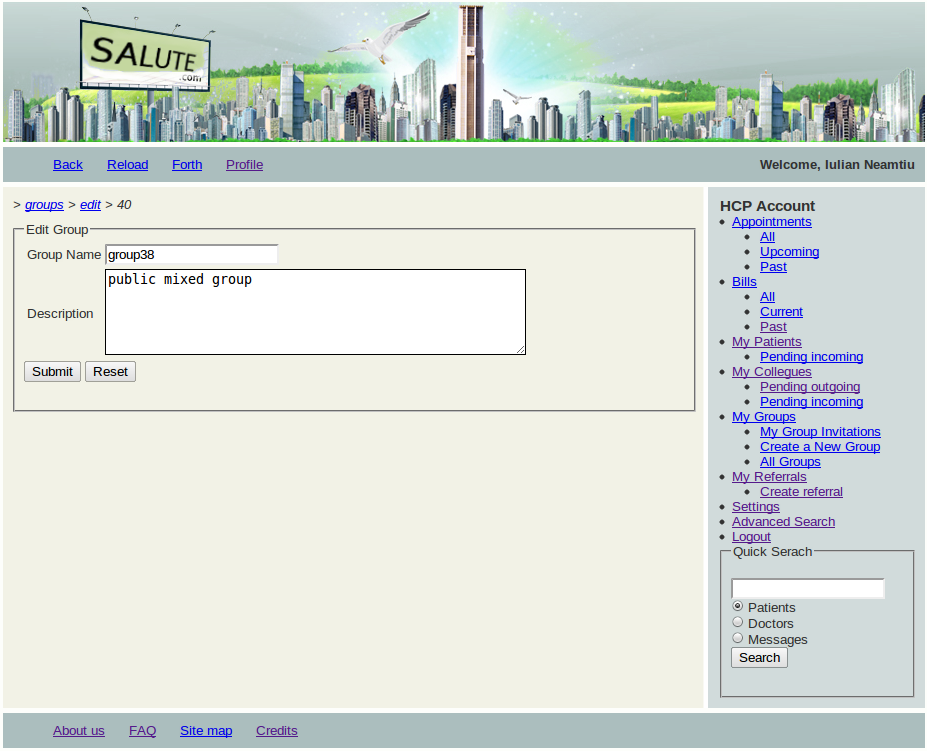 SALUTE
.com
Back Reload Forth Profile Welcome, Iulian Neamtiu
> groups > edit > 40
Edit Group
Group Name group38
Description public mixed group
Submit Reset
HCP Account
Appointments
All
Upcoming
Past
Bills
All
Current
Past
My Patients
Pending incoming
My Collegues
Pending outgoing
Pending incoming
My Groups
My Group Invitations
Create a New Group
All Groups
My Referrals
Create referral
Settings
Advanced Search
Logout
Quick Serach
Patients
Doctors
Messages
Search
About us FAQ Site map Credits